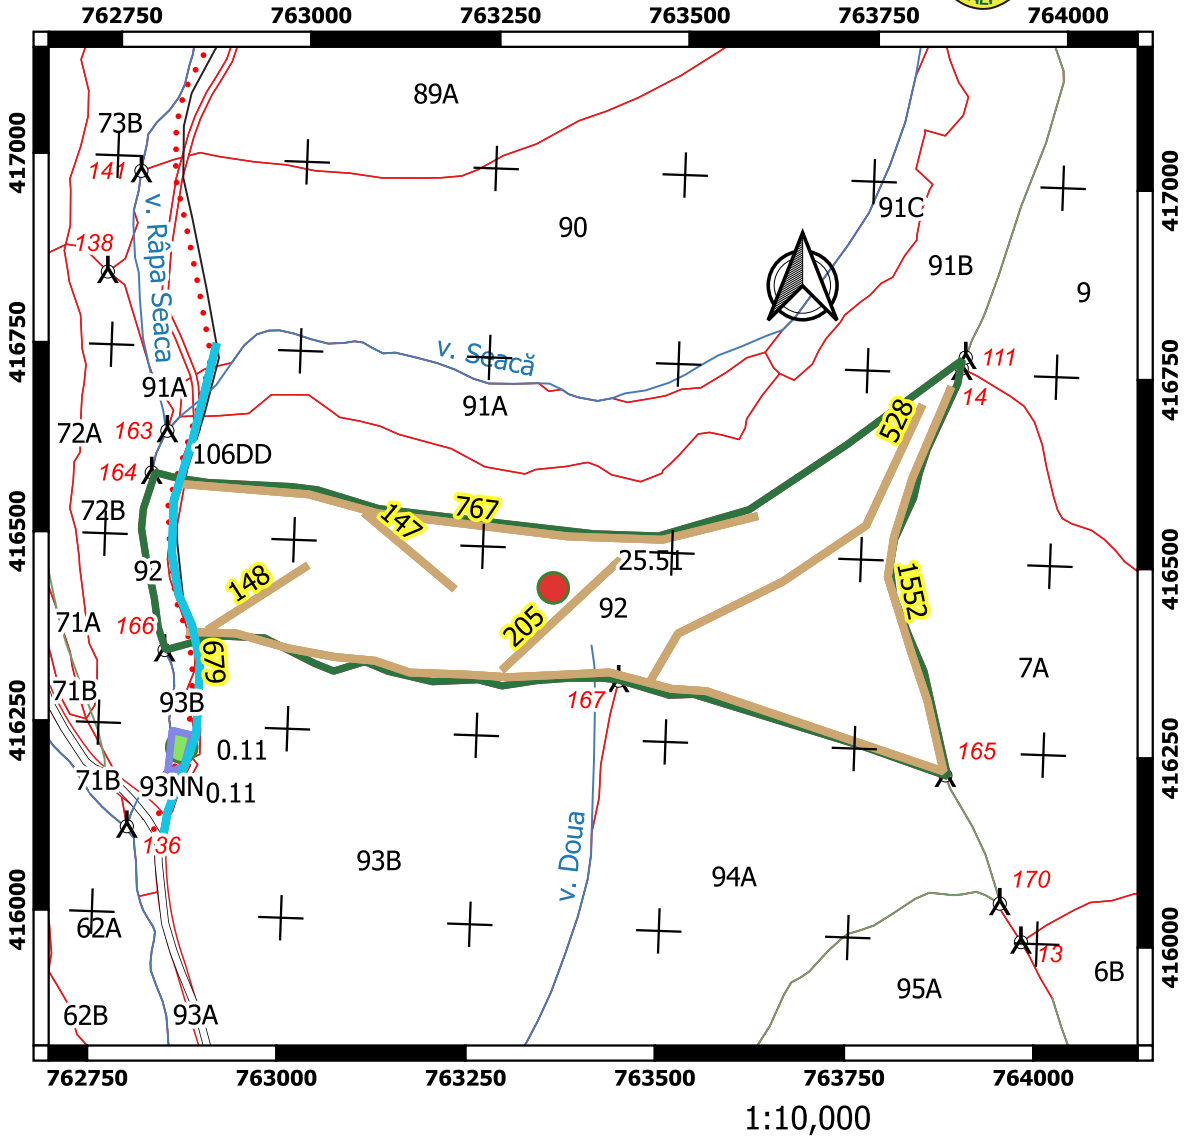 762750 763000 763250 763500 763750 764000
417000
416750
416500
416250
416000
417000
416750
416500
416250
416000
89A
73B
141
v. Râpa Seaca
138
90
91C
91B
9
v. Seacă
111
14
91A
91A
528
72A
163
106DD
164
767
72B
147
25.51
92
148
92
205
1552
71A
166
679
7A
167
71B
93B
0.11
165
71B
93NN
0.11
136
v. Doua
93B
94A
170
62A
13
6B
95A
62B
93A
762750 763000 763250 763500 763750 764000
1:10,000